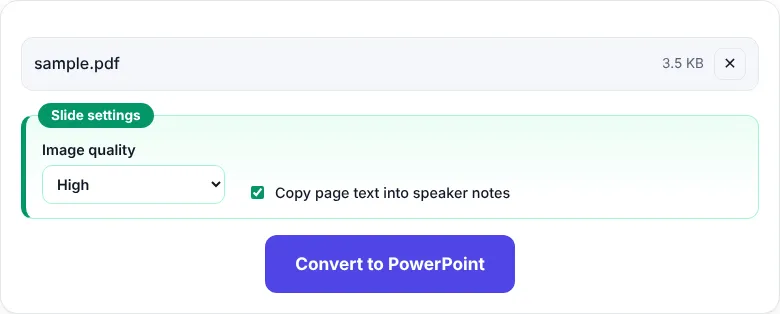 sample.pdf 3.5 KB ✕
Slide settings
Image quality
High
Copy page text into speaker notes
Convert to PowerPoint